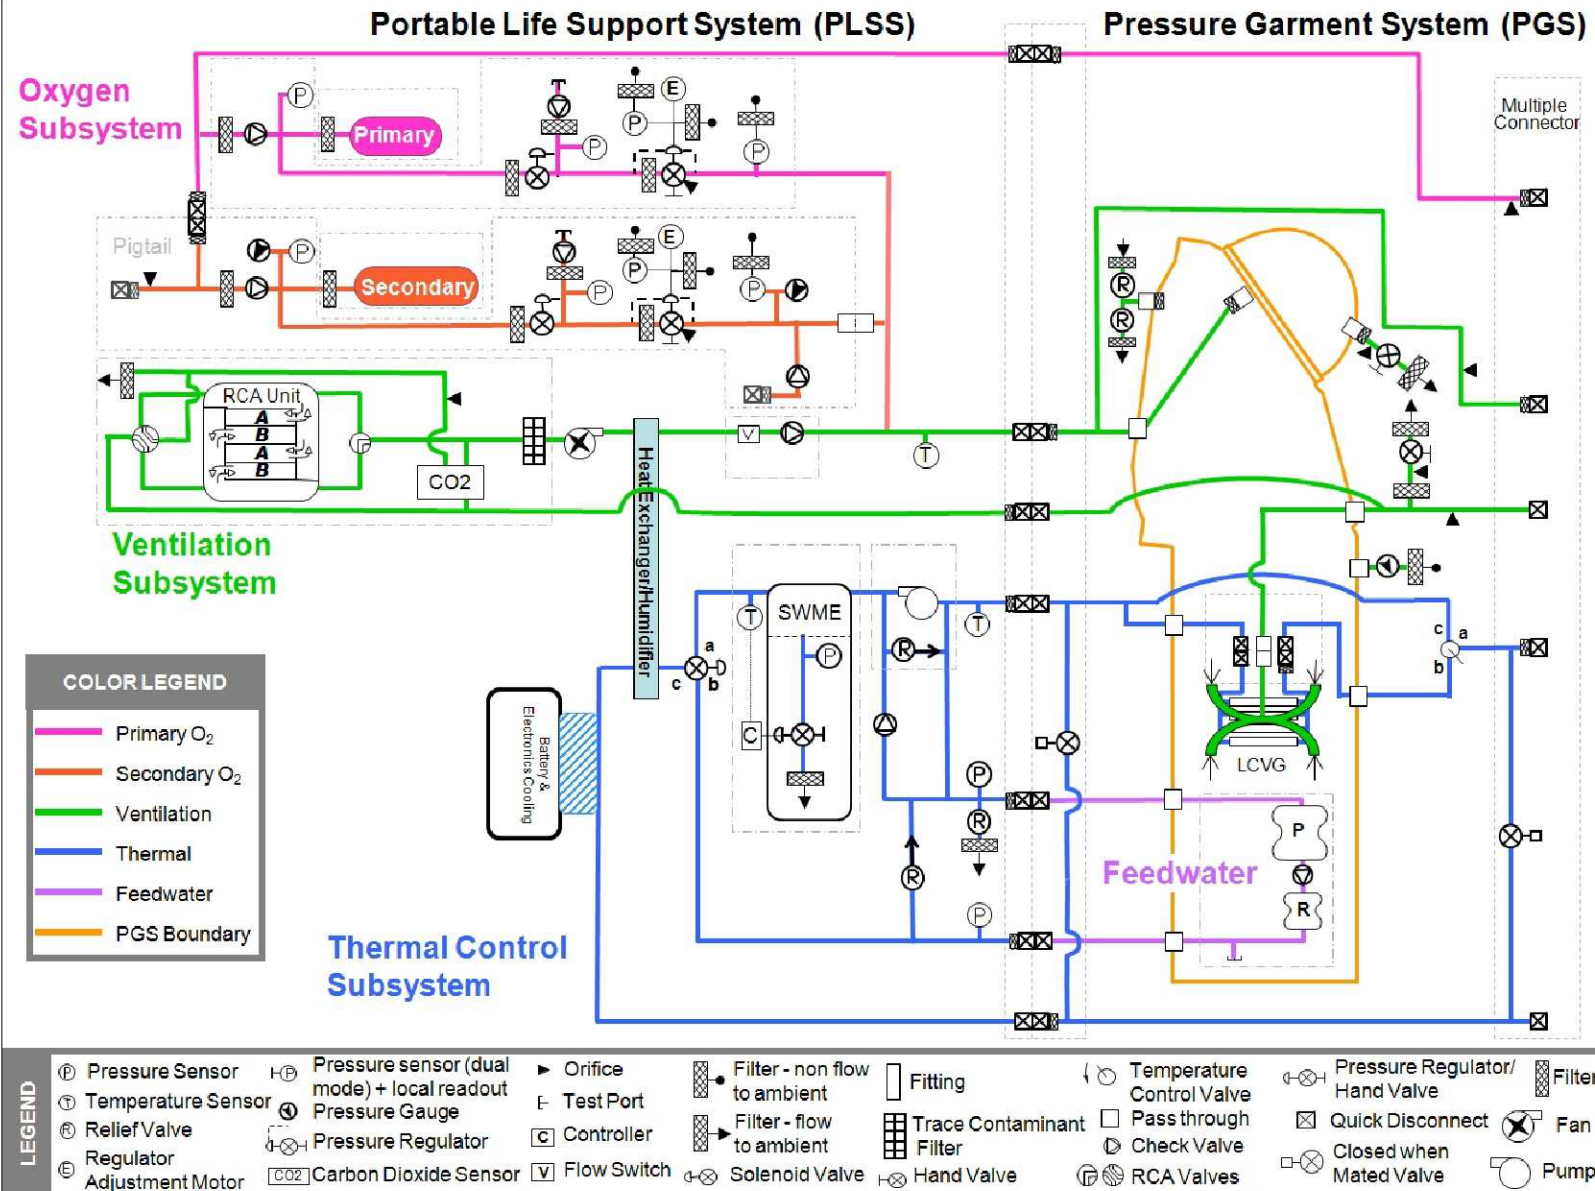 Portable Life Support System (PLSS)
Pressure Garment System (PGS)
Oxygen
Subsystem
P
Primary
P
P
E
P
Multiple
Connector
Pigtail
P
Secondary
P
P
E
P
R
R
RCA Unit
A
B
A
B
CO2
V
T
Heat Exchanger/Humidifier
Ventilation
Subsystem
SWME
T
P
R
T
a
c
b
c
a
b
C
LCVG
Battery &
Electronics Cooling
P
R
R
P
P
R
Feedwater
Thermal Control
Subsystem
COLOR LEGEND
Primary O2
Secondary O2
Ventilation
Thermal
Feedwater
PGS Boundary
LEGEND
P Pressure Sensor
T Temperature Sensor
R Relief Valve
E Regulator
Adjustment Motor
P Pressure sensor (dual
mode) + local readout
Pressure Gauge
Pressure Regulator
CO2 Carbon Dioxide Sensor
Orifice
Test Port
C Controller
V Flow Switch
Filter - non flow
to ambient
Filter - flow
to ambient
Solenoid Valve
Fitting
Trace Contaminant
Filter
Hand Valve
Temperature
Control Valve
Pass through
Check Valve
RCA Valves
Pressure Regulator/
Hand Valve
Quick Disconnect
Closed when
Mated Valve
Filter
Fan
Pump